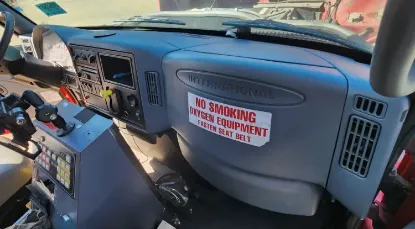 INTERNATIONAL
NO SMOKING
OXYGEN EQUIPMENT
FASTEN SEAT BELT